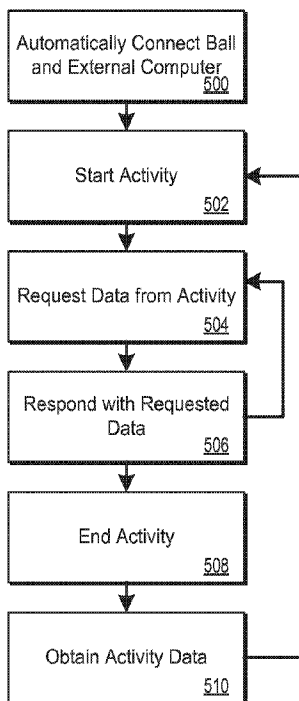 Automatically Connect Ball
and External Computer
500
Start Activity
502
Request Data from Activity
504
Respond with Requested
Data
506
End Activity
508
Obtain Activity Data
510